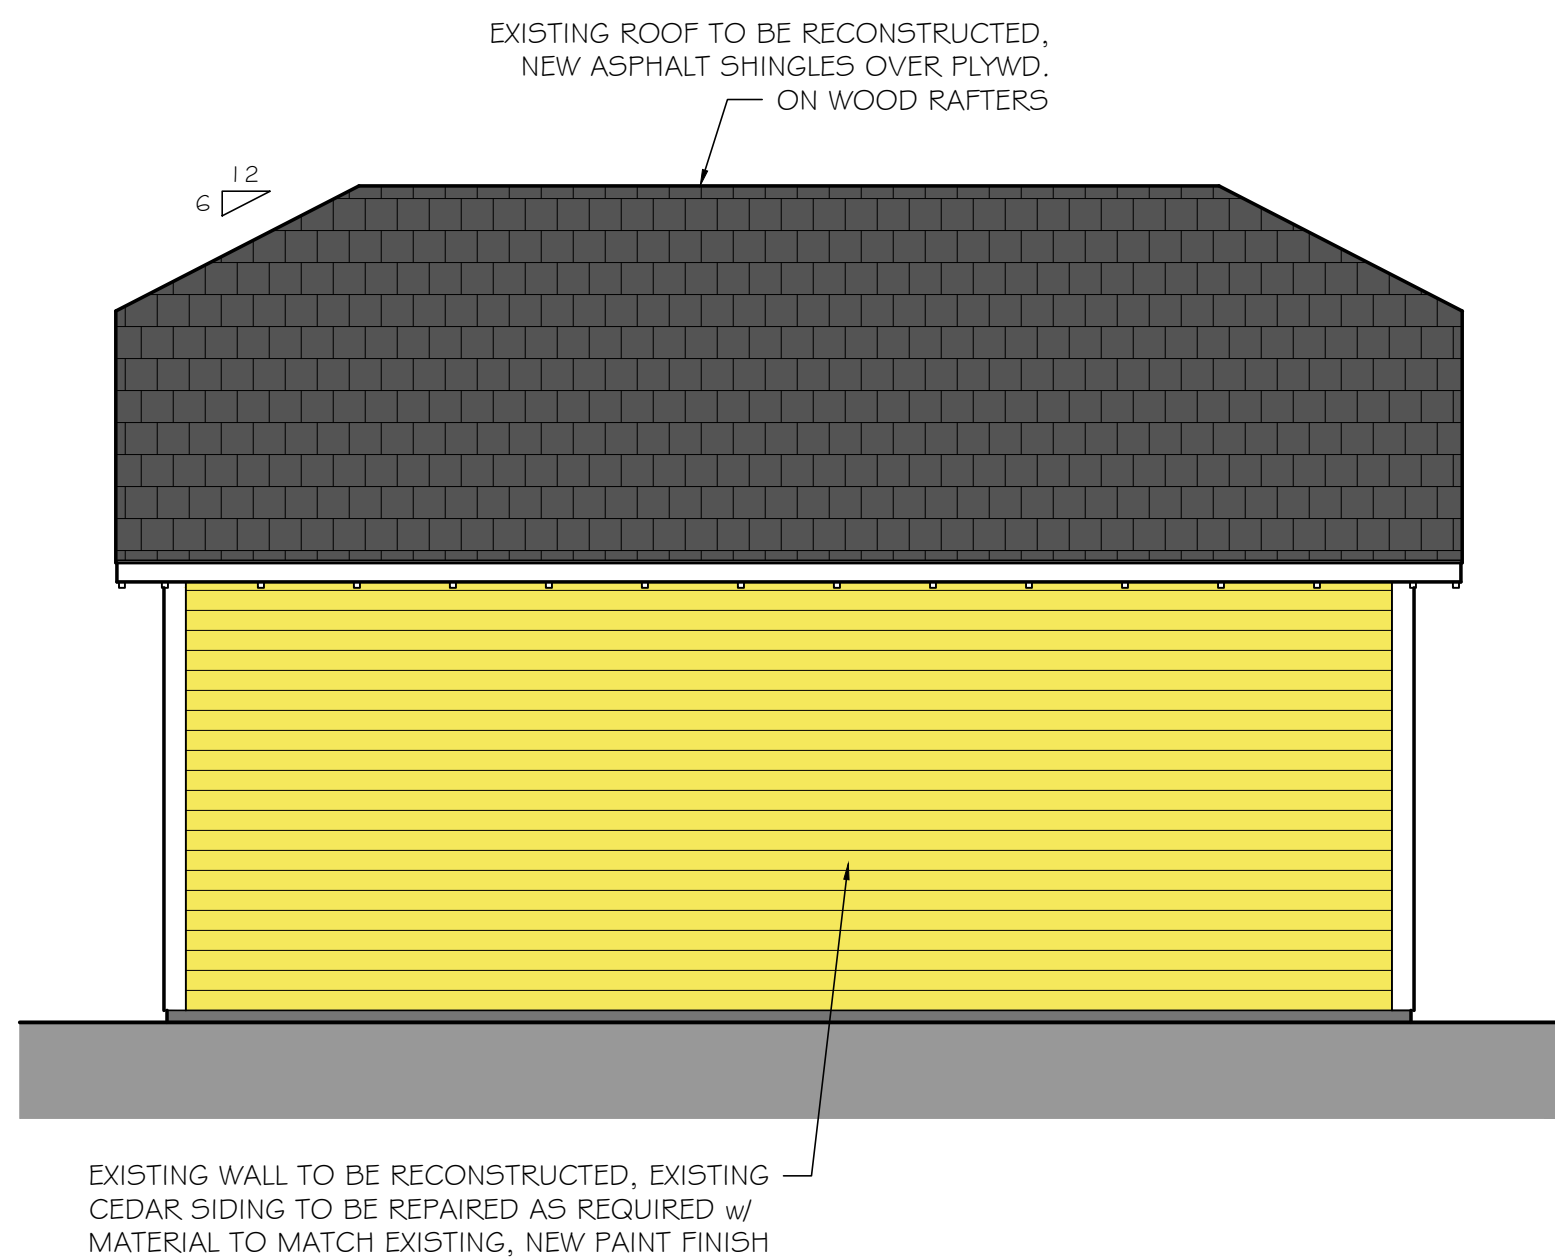 EXISTING ROOF TO BE RECONSTRUCTED,
NEW ASPHALT SHINGLES OVER PLYWD.
ON WOOD RAFTERS
12
6
EXISTING WALL TO BE RECONSTRUCTED, EXISTING
CEDAR SIDING TO BE REPAIRED AS REQUIRED w/
MATERIAL TO MATCH EXISTING, NEW PAINT FINISH